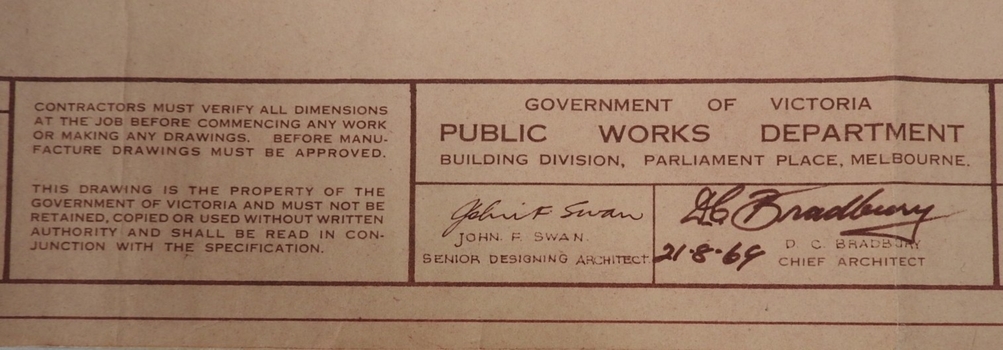 CONTRACTORS MUST VERIFY ALL DIMENSIONS
AT THE JOB BEFORE COMMENCING ANY WORK
OR MAKING ANY DRAWINGS. BEFORE MANU-
FACTURE DRAWINGS MUST BE APPROVED.
THIS DRAWING IS THE PROPERTY OF THE
GOVERNMENT OF VICTORIA AND MUST NOT BE
RETAINED, COPIED OR USED WITHOUT WRITTEN
AUTHORITY AND SHALL BE READ IN CON-
JUNCTION WITH THE SPECIFICATION.
GOVERNMENT OF VICTORIA
PUBLIC WORKS DEPARTMENT
BUILDING DIVISION, PARLIAMENT PLACE, MELBOURNE.
John F Swan
JOHN. F. SWAN.
SENIOR DESIGNING ARCHITECT.
DC Bradbury
21·8·69
D. C. BRADBURY
CHIEF ARCHITECT